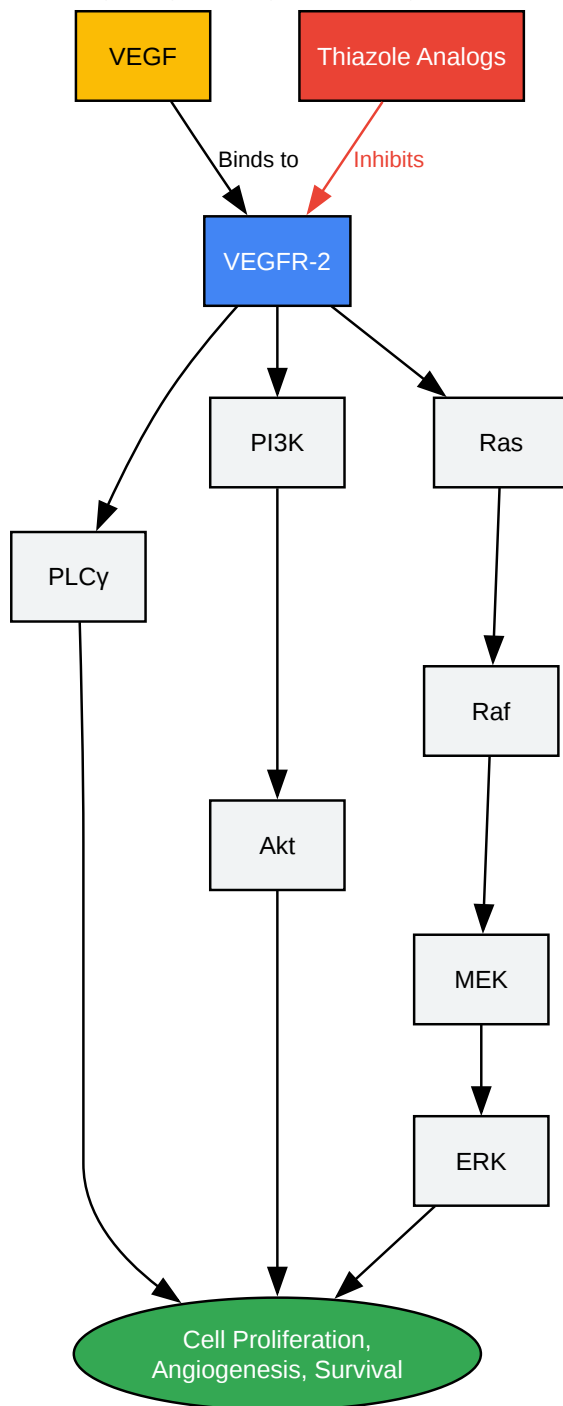 VEGF
Thiazole Analogs
Binds to
Inhibits
VEGFR-2
PI3K
Ras
PLCγ
Raf
Akt
MEK
ERK
Cell Proliferation,
Angiogenesis, Survival